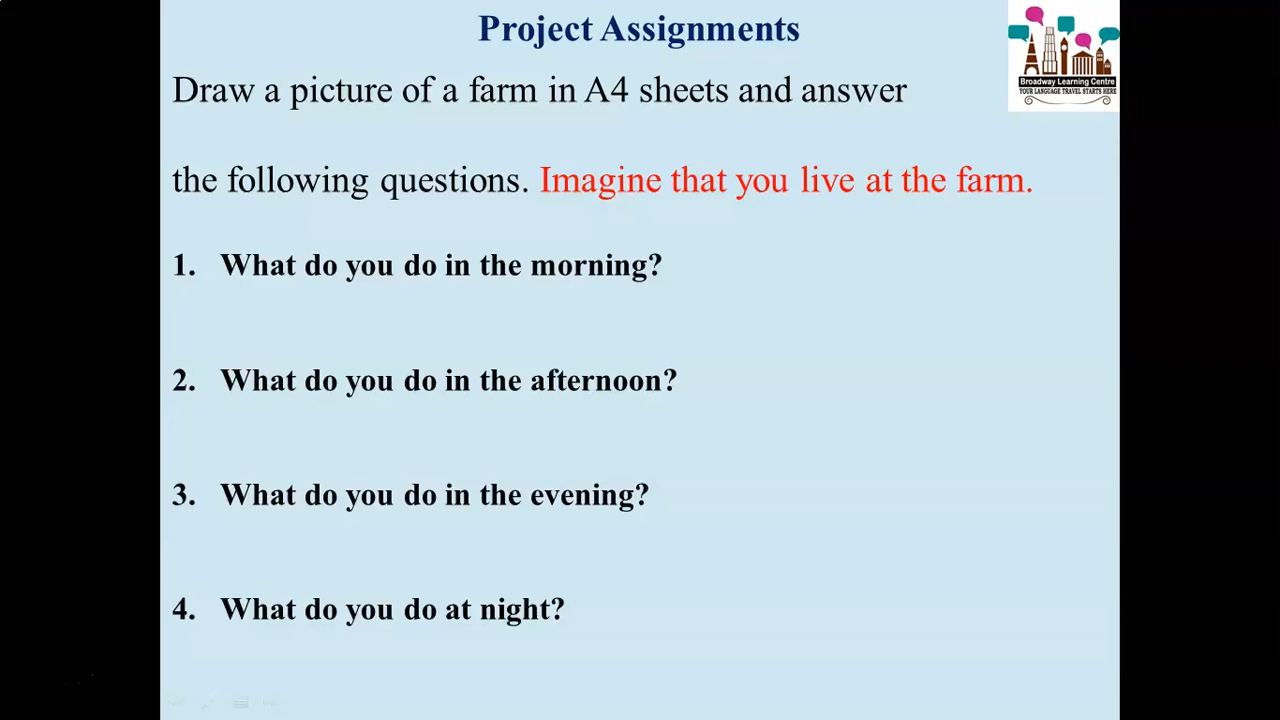 Project Assignments
Draw a picture of a farm in A4 sheets and answer
the following questions. Imagine that you live at the farm.
1. What do you do in the morning?
2. What do you do in the afternoon?
3. What do you do in the evening?
4. What do you do at night?
Broadway Learning Centre
YOUR LANGUAGE TRAVEL STARTS HERE